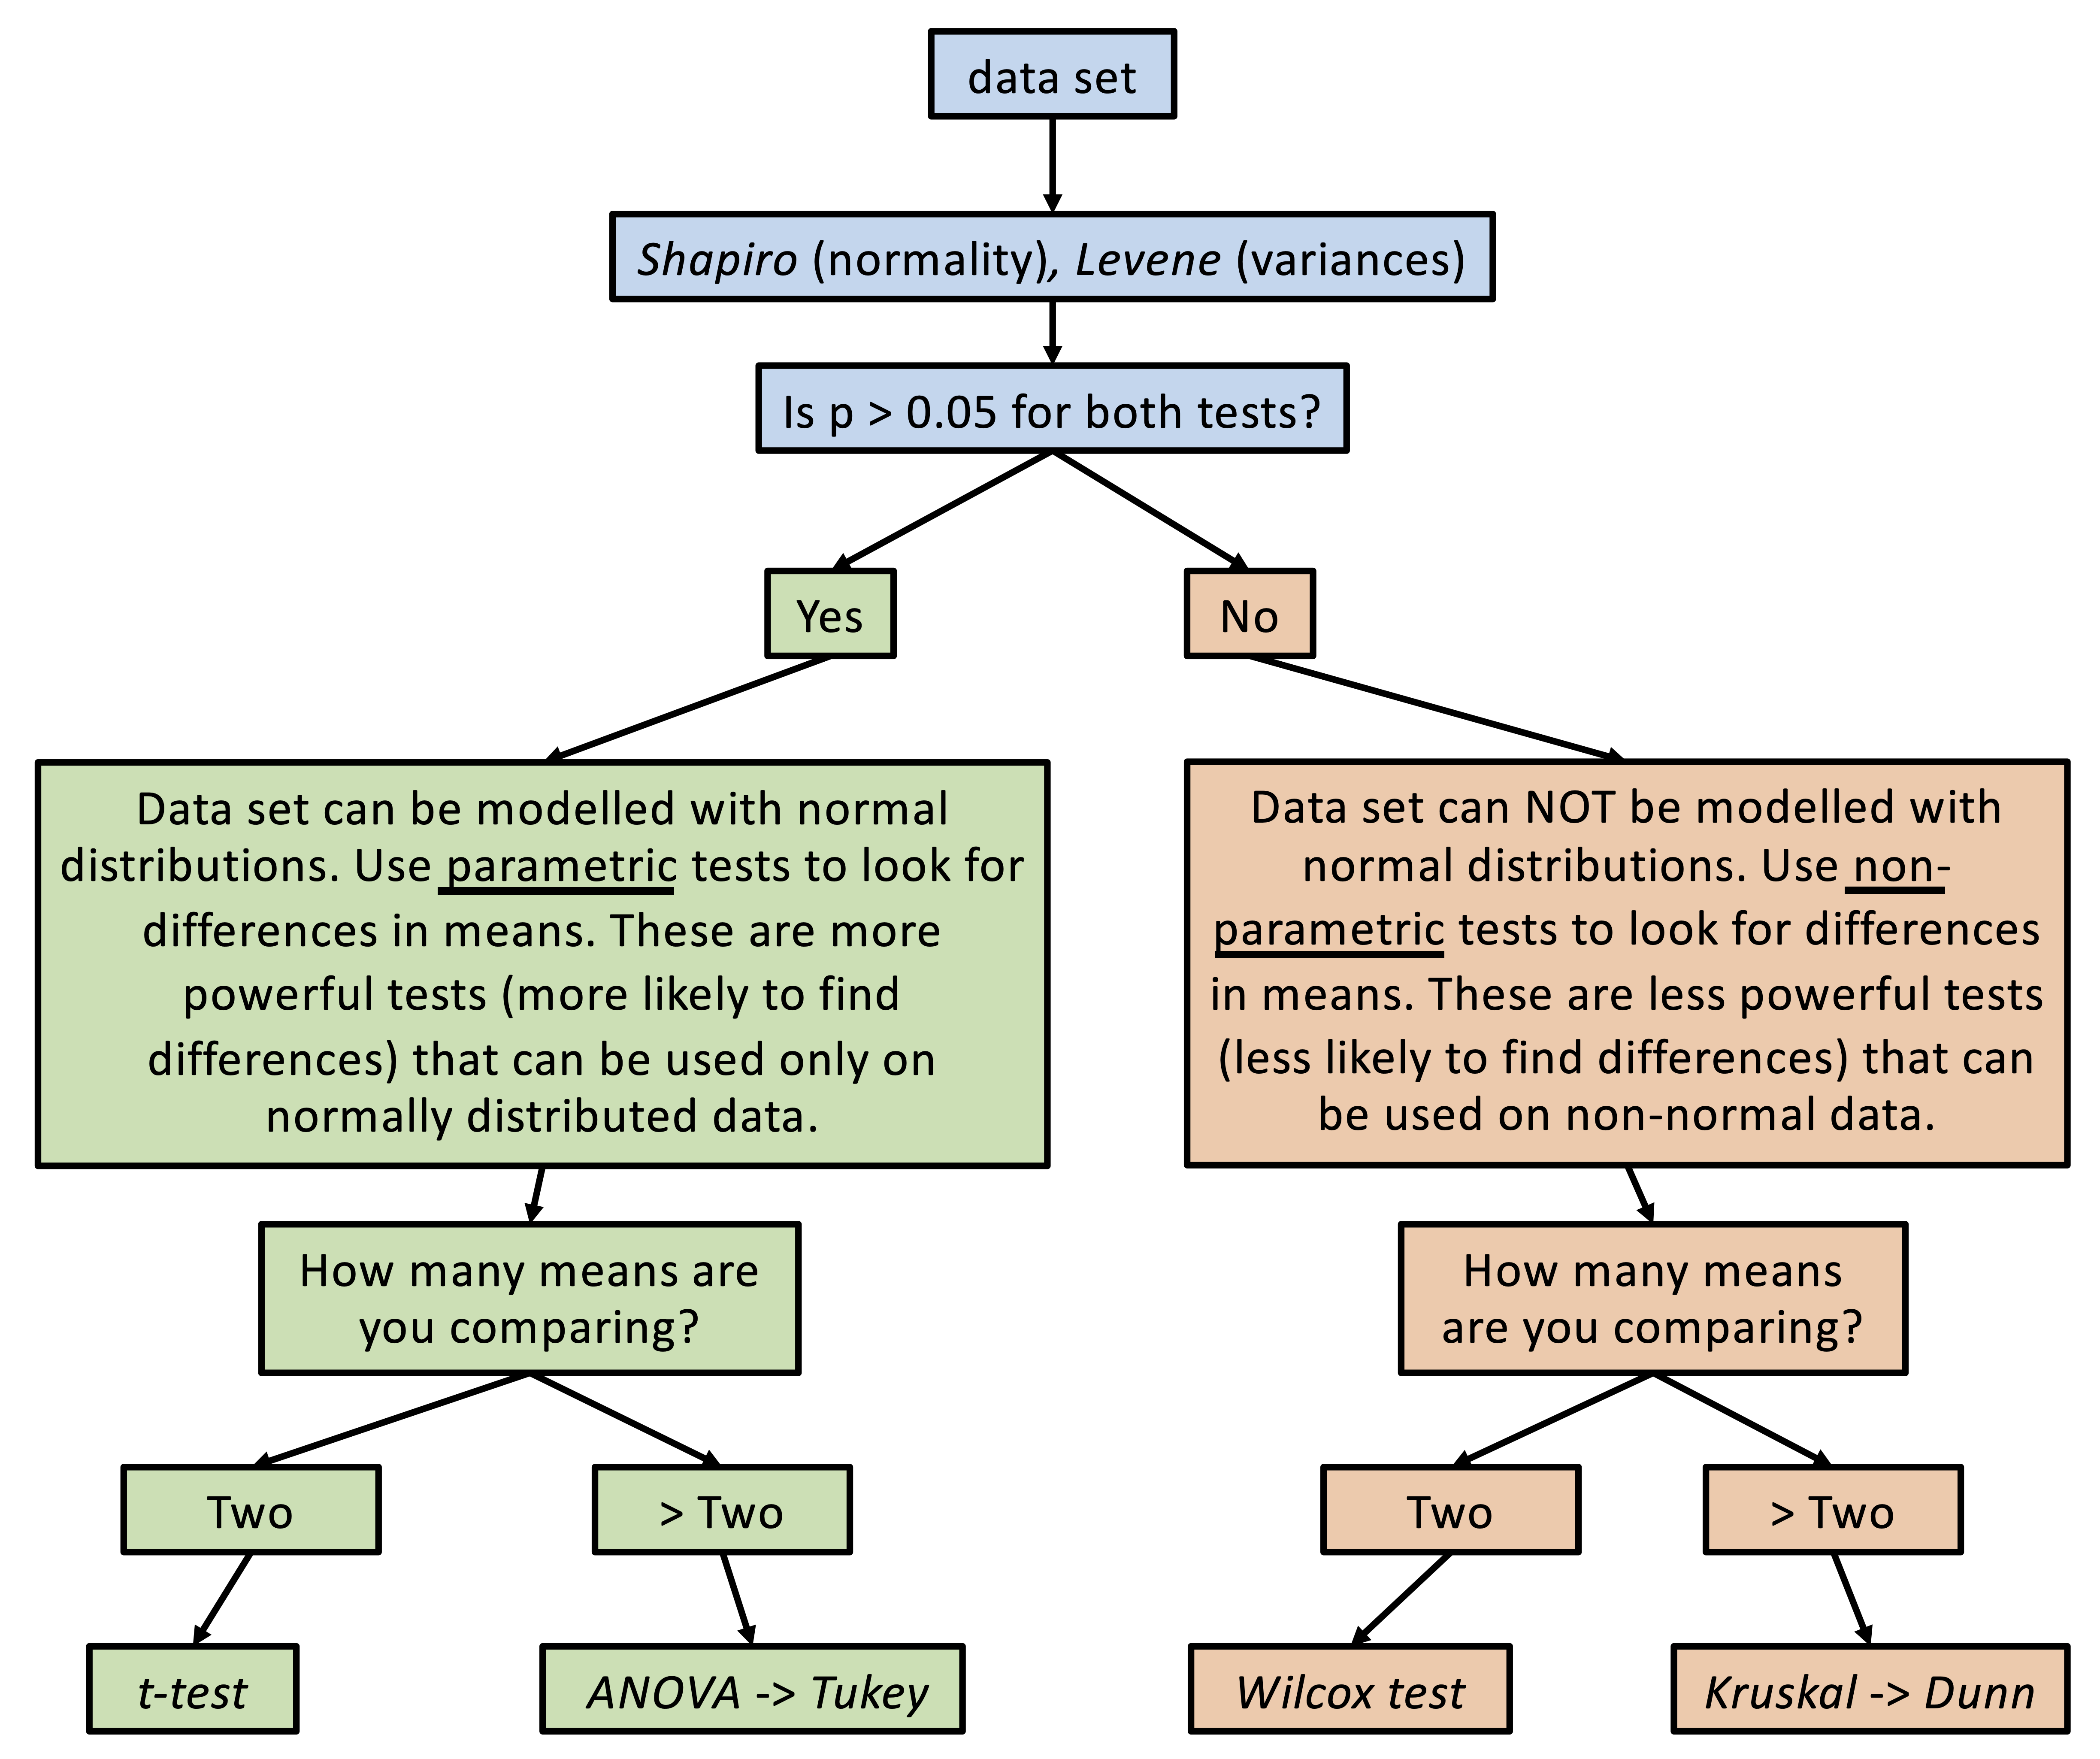 data set
Shapiro (normality), Levene (variances)
Is p > 0.05 for both tests?
Yes
No
Data set can be modelled with normal
distributions. Use parametric tests to look for
differences in means. These are more
powerful tests (more likely to find
differences) that can be used only on
normally distributed data.
Data set can NOT be modelled with
normal distributions. Use non-
parametric tests to look for differences
in means. These are less powerful tests
(less likely to find differences) that can
be used on non-normal data.
How many means are
you comparing?
How many means
are you comparing?
Two
> Two
Two
> Two
t-test
ANOVA -> Tukey
Wilcox test
Kruskal -> Dunn